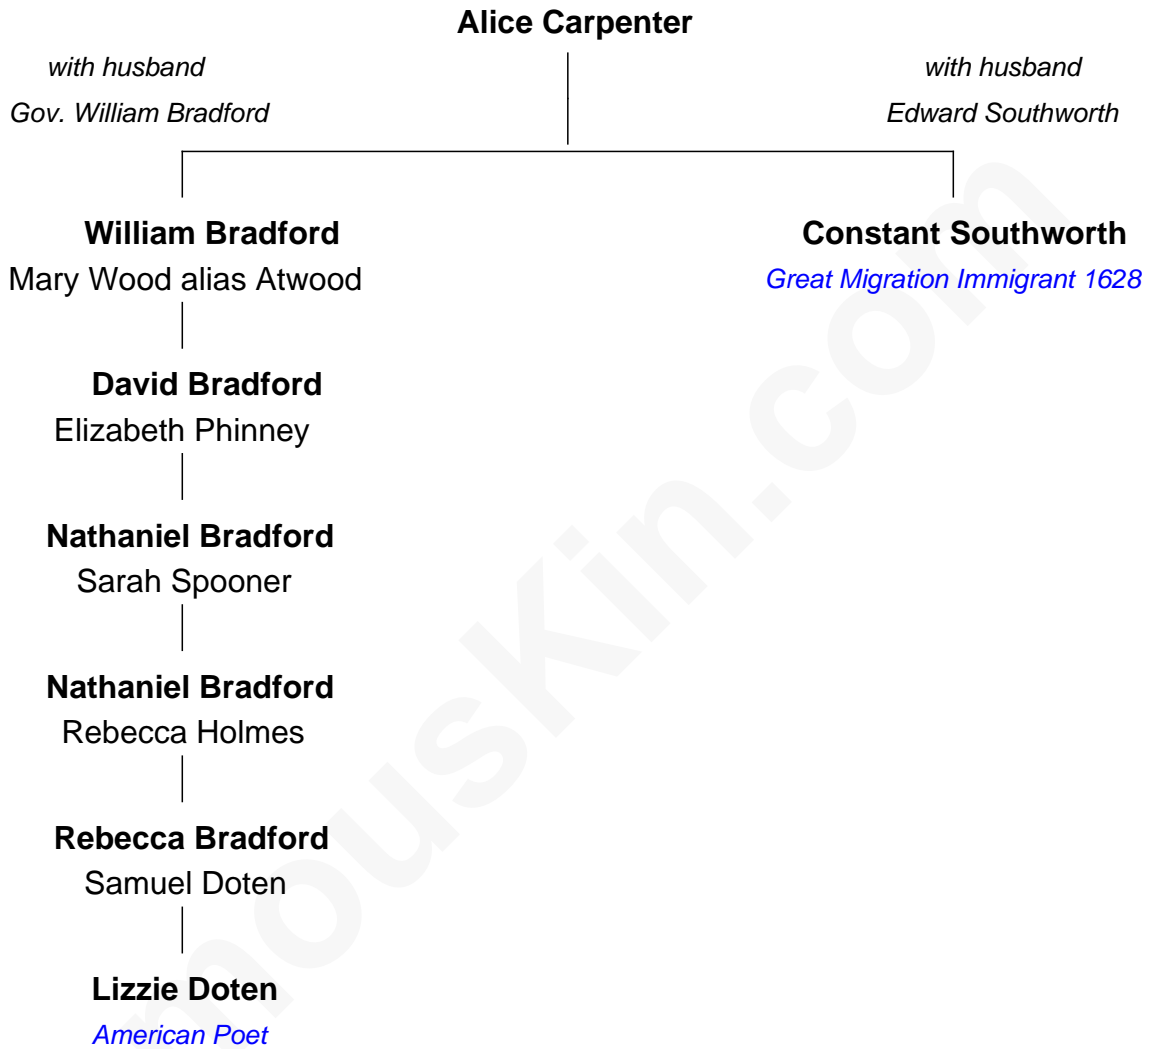 Alice Carpenter
with husband
Gov. William Bradford
with husband
Edward Southworth
William Bradford
Mary Wood alias Atwood
Constant Southworth
Great Migration Immigrant 1628
David Bradford
Elizabeth Phinney
Nathaniel Bradford
Sarah Spooner
Nathaniel Bradford
Rebecca Holmes
Rebecca Bradford
Samuel Doten
Lizzie Doten
American Poet
mousKin.com